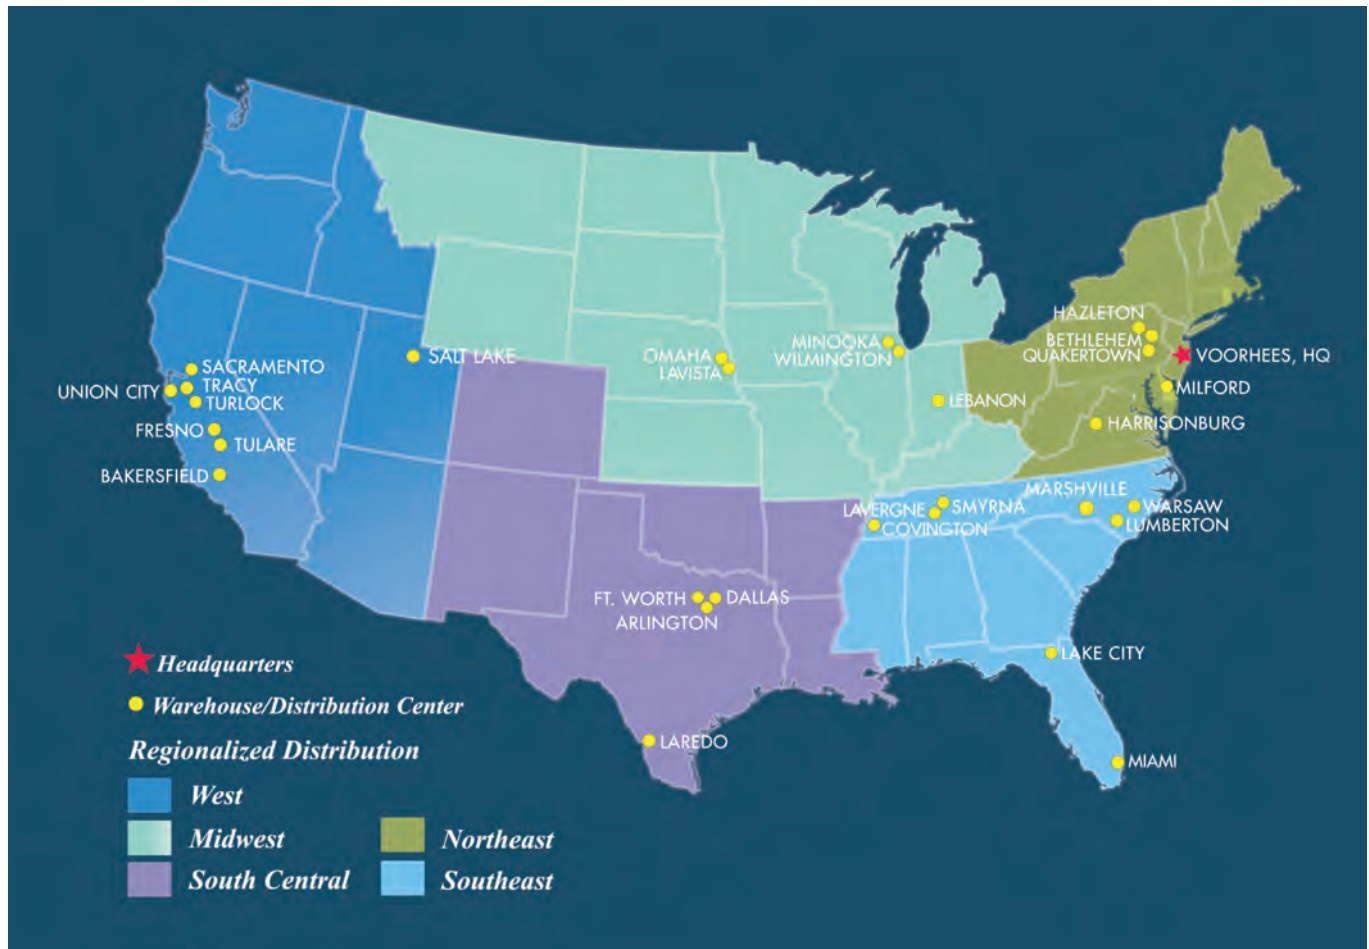 HAZLETON
BETHLEHEM
QUAKERTOWN
VOORHEES, HQ
MINOOKA
WILMINGTON
OMAHA
LAVISTA
SALT LAKE
SACRAMENTO
TRACY
UNION CITY
TURLOCK
MILFORD
LEBANON
HARRISONBURG
FRESNO
TULARE
BAKERSFIELD
MARSHVILLE
LAVERGNE
SMYRNA
WARSAW
COVINGTON
LUMBERTON
FT. WORTH
DALLAS
ARLINGTON
LAKE CITY
LAREDO
MIAMI
Headquarters
Warehouse/Distribution Center
Regionalized Distribution
West
Midwest
South Central
Northeast
Southeast